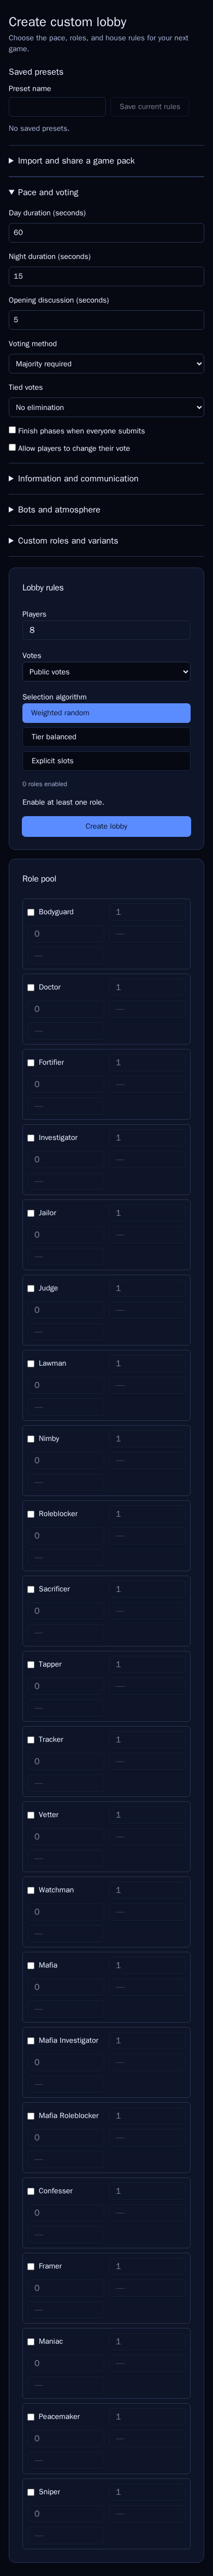 Create custom lobby
Choose the pace, roles, and house rules for your next
game.
Saved presets
Preset name
Save current rules
No saved presets.
Import and share a game pack
Pace and voting
Day duration (seconds)
60
Night duration (seconds)
15
Opening discussion (seconds)
5
Voting method
Majority required
Tied votes
No elimination
Finish phases when everyone submits
Allow players to change their vote
Information and communication
Bots and atmosphere
Custom roles and variants
Lobby rules
Players
8
Votes
Public votes
Selection algorithm
Weighted random
Tier balanced
Explicit slots
0 roles enabled
Enable at least one role.
Create lobby
Role pool
Bodyguard 1
0 —
—
Doctor 1
0 —
—
Fortifier 1
0 —
—
Investigator 1
0 —
—
Jailor 1
0 —
—
Judge 1
0 —
—
Lawman 1
0 —
—
Nimby 1
0 —
—
Roleblocker 1
0 —
—
Sacrificer 1
0 —
—
Tapper 1
0 —
—
Tracker 1
0 —
—
Vetter 1
0 —
—
Watchman 1
0 —
—
Mafia 1
0 —
—
Mafia Investigator 1
0 —
—
Mafia Roleblocker 1
0 —
—
Confesser 1
0 —
—
Framer 1
0 —
—
Maniac 1
0 —
—
Peacemaker 1
0 —
—
Sniper 1
0 —
—